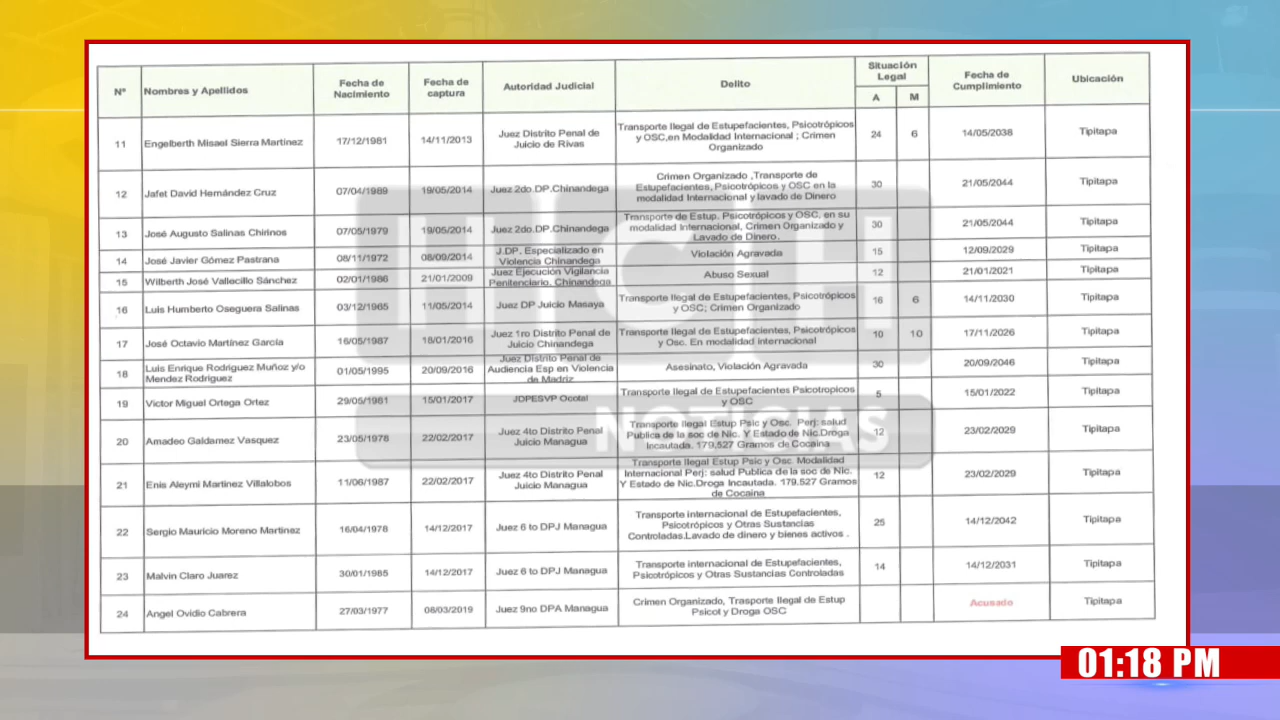 Nº Nombres y Apellidos Fecha de Nacimiento Fecha de captura Autoridad Judicial Delito Situación Legal A M Fecha de Cumplimiento Ubicación
11 Engelberth Misael Sierra Martinez 17/12/1981 14/11/2013 Juez Distrito Penal de Juicio de Rivas Transporte Ilegal de Estupefacientes, Psicotrópicos y OSC,en Modalidad Internacional ; Crimen Organizado 24 6 14/05/2038 Tipitapa
12 Jafet David Hernández Cruz 07/04/1989 19/05/2014 Juez 2do.DP.Chinandega Crimen Organizado ,Transporte de Estupefacientes, Psicotrópicos y OSC en la modalidad Internacional y lavado de Dinero 30 21/05/2044 Tipitapa
13 José Augusto Salinas Chirinos 07/05/1979 19/05/2014 Juez 2do.DP.Chinandega Transporte de Estup. Psicotrópicos y OSC, en su modalidad Internacional, Crimen Organizado y Lavado de Dinero. 30 21/05/2044 Tipitapa
14 José Javier Gómez Pastrana 08/11/1972 08/09/2014 J.DP. Especializado en Violencia Chinandega Violación Agravada 15 12/09/2029 Tipitapa
15 Wilberth José Vallecillo Sánchez 02/01/1986 21/01/2009 Juez Ejecución Vigilancia Penitenciario. Chinandega Abuso Sexual 12 21/01/2021 Tipitapa
16 Luis Humberto Oseguera Salinas 03/12/1965 11/05/2014 Juez DP Juicio Masaya Transporte Ilegal de Estupefacientes, Psicotrópicos y OSC; Crimen Organizado 16 6 14/11/2030 Tipitapa
17 José Octavio Martínez García 16/05/1987 18/01/2016 Juez 1ro Distrito Penal de Juicio Chinandega Transporte Ilegal de Estupefacientes, Psicotrópicos y Osc. En modalidad internacional 10 10 17/11/2026 Tipitapa
18 Luis Enrique Rodriguez Muñoz y/o Mendez Rodriguez 01/05/1995 20/09/2016 Juez Distrito Penal de Audiencia Esp en Violencia de Madriz Asesinato, Violación Agravada 30 20/09/2046 Tipitapa
19 Victor Miguel Ortega Ortez 29/05/1981 15/01/2017 JDPESVP Ocotal Transporte Ilegal de Estupefacientes Psicotropicos y OSC 5 15/01/2022 Tipitapa
20 Amadeo Galdamez Vasquez 23/05/1978 22/02/2017 Juez 4to Distrito Penal Juicio Managua Transporte Ilegal Estup Psic y Osc. Perj: salud Publica de la soc de Nic. Y Estado de Nic.Droga Incautada. 179,527 Gramos de Cocaina 12 23/02/2029 Tipitapa
21 Enis Aleymi Martinez Villalobos 11/06/1987 22/02/2017 Juez 4to Distrito Penal Juicio Managua Transporte Ilegal Estup Psic y Osc. Modalidad Internacional Perj: salud Publica de la soc de Nic. Y Estado de Nic.Droga Incautada. 179.527 Gramos de Cocaina 12 23/02/2029 Tipitapa
22 Sergio Mauricio Moreno Martinez 16/04/1978 14/12/2017 Juez 6 to DPJ Managua Transporte internacional de Estupefacientes, Psicotrópicos y Otras Sustancias Controladas.Lavado de dinero y bienes activos . 25 14/12/2042 Tipitapa
23 Malvin Claro Juarez 30/01/1985 14/12/2017 Juez 6 to DPJ Managua Transporte internacional de Estupefacientes, Psicotrópicos y Otras Sustancias Controladas 14 14/12/2031 Tipitapa
24 Angel Ovidio Cabrera 27/03/1977 08/03/2019 Juez 9no DPA Managua Crimen Organizado, Trasporte Ilegal de Estup Psicot y Droga OSC Acusado Tipitapa
HCH
NOTICIAS
01:18 PM